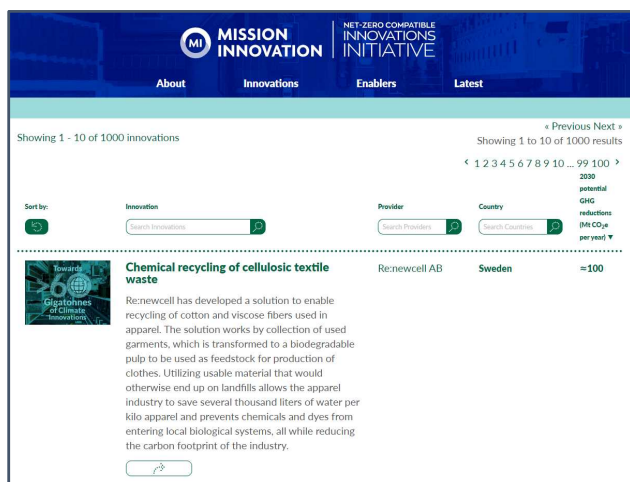 MI
MISSION
INNOVATION
NET-ZERO COMPATIBLE
INNOVATIONS
INITIATIVE
About Innovations Enablers Latest
« Previous Next »
Showing 1 - 10 of 1000 innovations
Showing 1 to 10 of 1000 results
‹ 1 2 3 4 5 6 7 8 9 10 ... 99 100 ›
Sort by:
Innovation
Search Innovations
Provider
Search Providers
Country
Search Countries
2030
potential
GHG
reductions
(Mt CO₂e
per year) ▼
Towards
>60
Gigatonnes
of Climate
Innovations
Chemical recycling of cellulosic textile
waste
Re:newcell AB
Sweden
≈100
Re:newcell has developed a solution to enable
recycling of cotton and viscose fibers used in
apparel. The solution works by collection of used
garments, which is transformed to a biodegradable
pulp to be used as feedstock for production of
clothes. Utilizing usable material that would
otherwise end up on landfills allows the apparel
industry to save several thousand liters of water per
kilo apparel and prevents chemicals and dyes from
entering local biological systems, all while reducing
the carbon footprint of the industry.